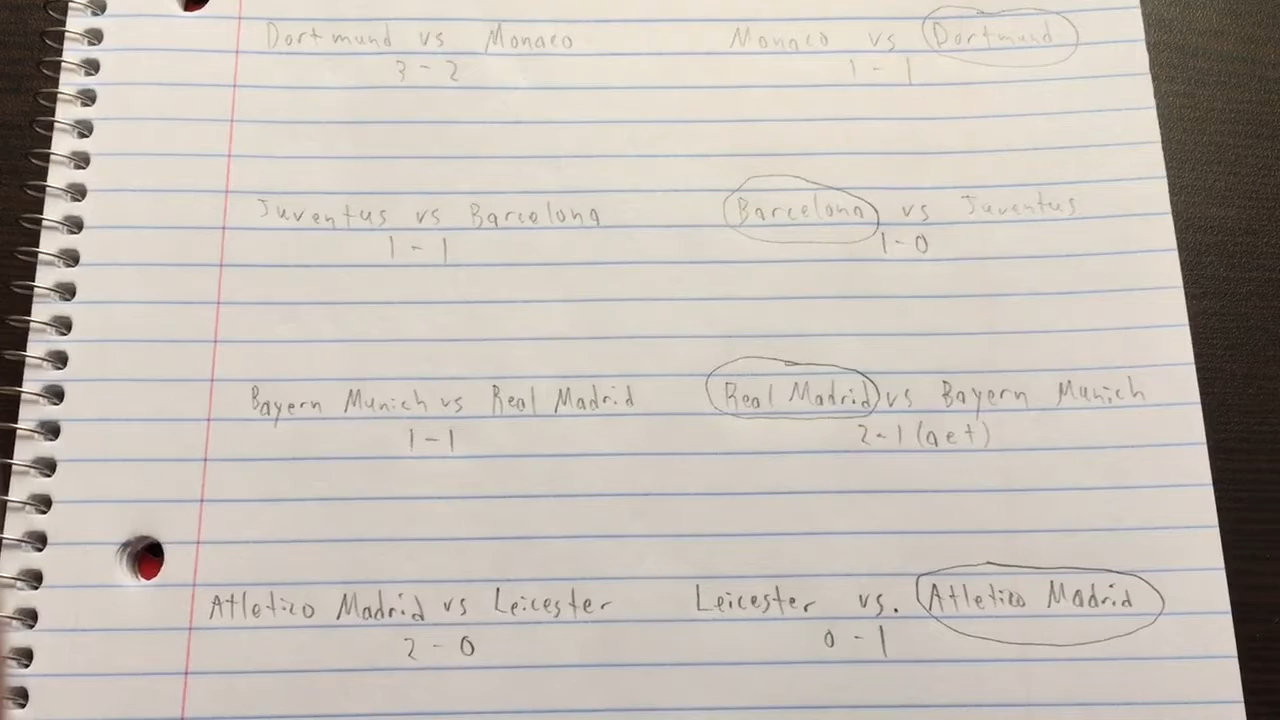 Dortmund vs Monaco Monaco vs Dortmund
3 - 2 1 - 1
Juventus vs Barcelona Barcelona vs Juventus
1 - 1 1 - 0
Bayern Munich vs Real Madrid Real Madrid vs Bayern Munich
1 - 1 2 - 1 (aet)
Atletico Madrid vs Leicester Leicester vs. Atletico Madrid
2 - 0 0 - 1